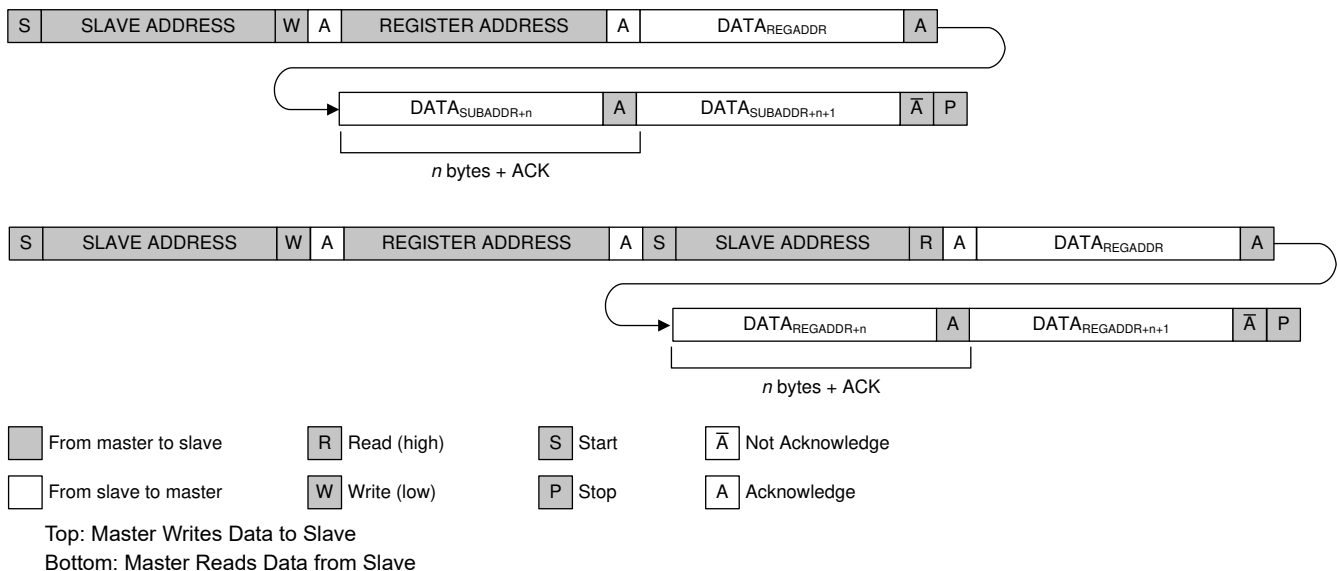 S SLAVE ADDRESS W A REGISTER ADDRESS A DATAREGADDR A
DATASUBADDR+n A DATASUBADDR+n+1 A̅ P
n bytes + ACK
S SLAVE ADDRESS W A REGISTER ADDRESS A S SLAVE ADDRESS R A DATAREGADDR A
DATAREGADDR+n A DATAREGADDR+n+1 A̅ P
n bytes + ACK
From master to slave R Read (high) S Start A̅ Not Acknowledge
From slave to master W Write (low) P Stop A Acknowledge
Top: Master Writes Data to Slave
Bottom: Master Reads Data from Slave